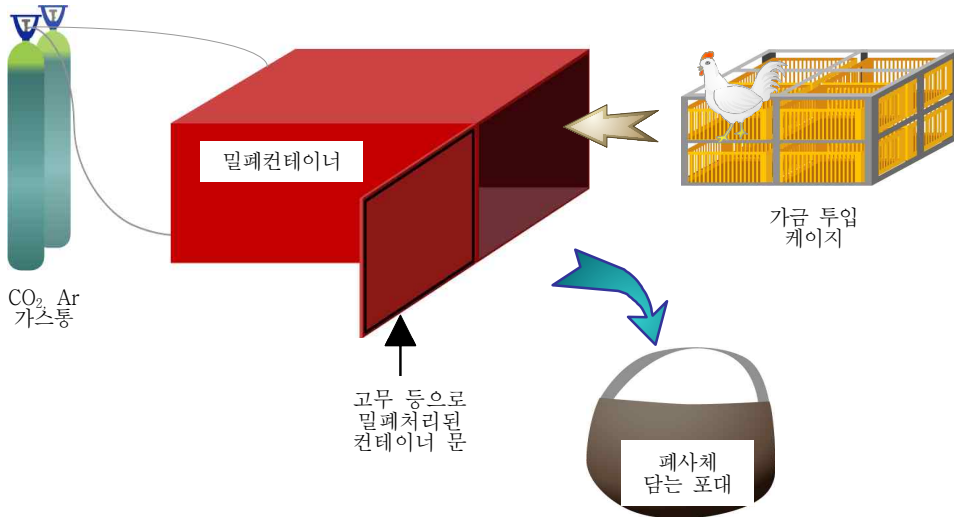 밀폐컨테이너
가금 투입
케이지
CO₂, Ar
가스통
고무 등으로
밀폐처리된
컨테이너 문
폐사체
담는 포대